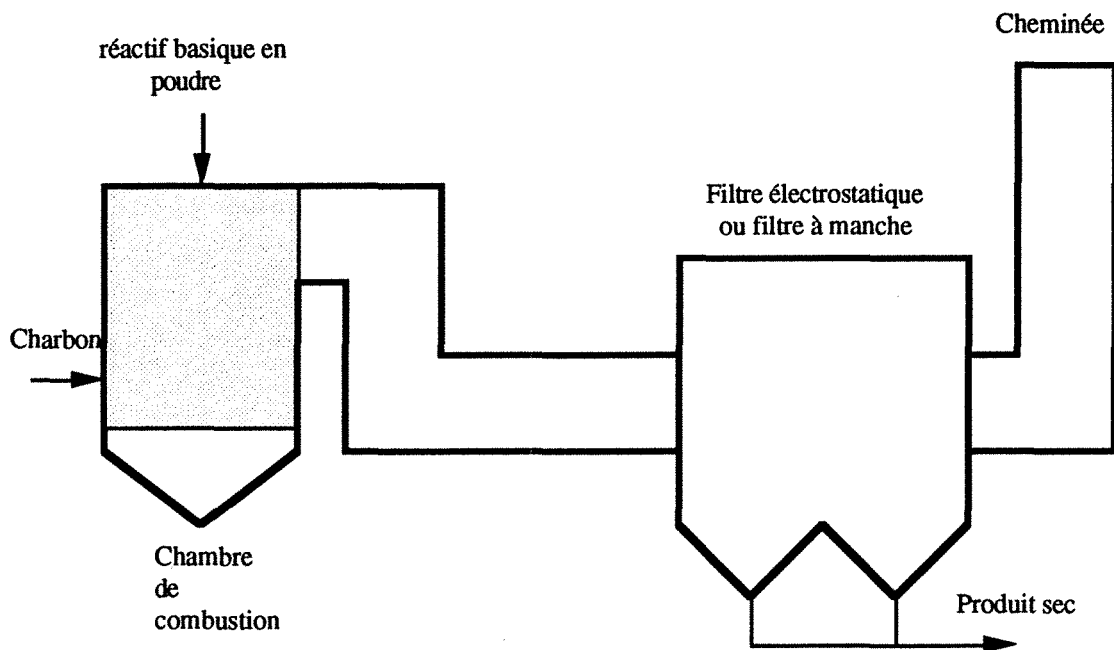 Cheminée
réactif basique en
poudre
Filtre électrostatique
ou filtre à manche
Charbon
Chambre
de
combustion
Produit sec